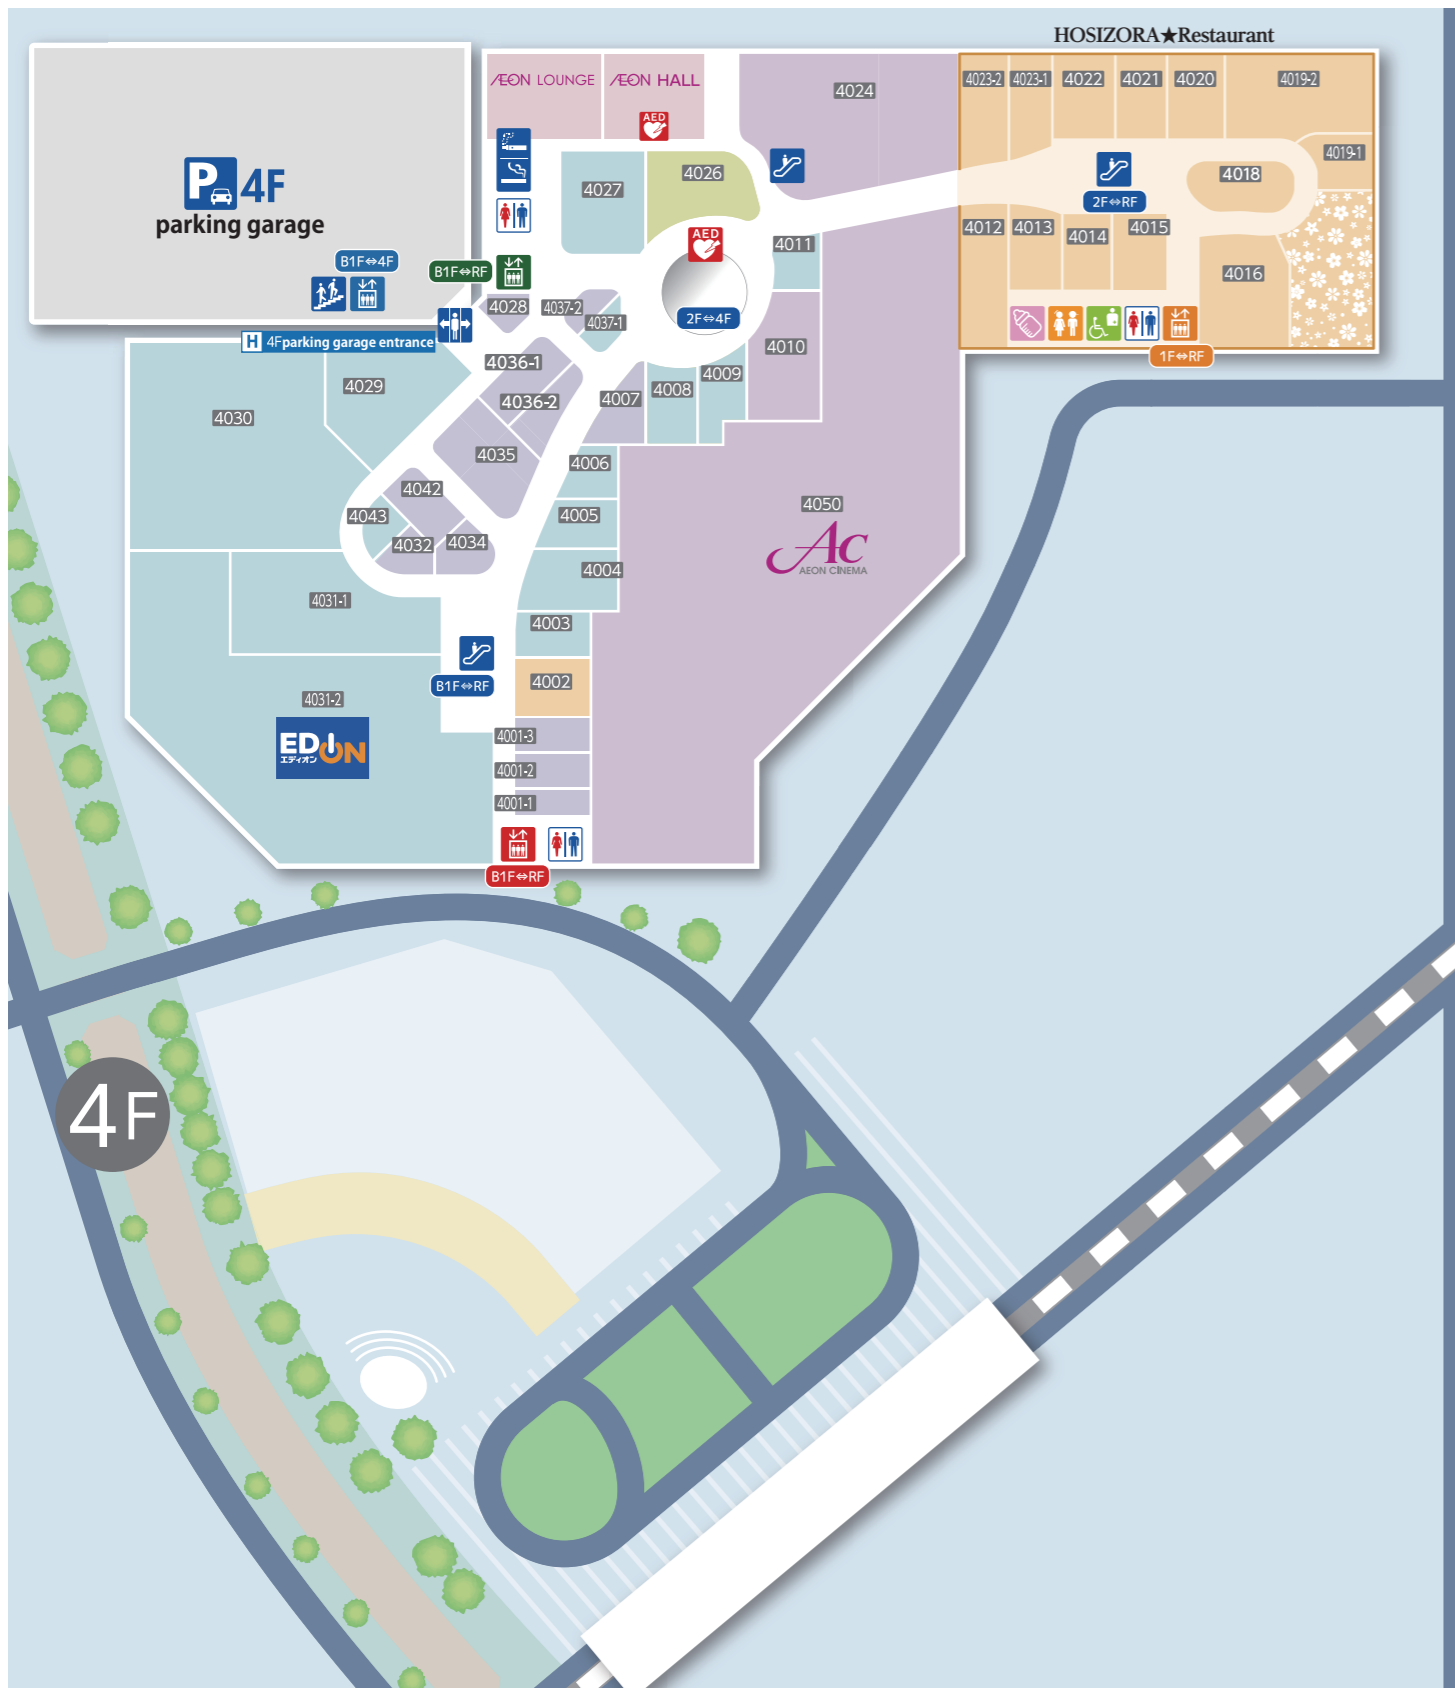 HOSIZORA★Restaurant
ÆON LOUNGE
ÆON HALL
AED
4024
4023-2
4023-1
4022
4021
4020
4019-2
4019-1
4018
2F⇔RF
4012
4013
4014
4015
4016
1F⇔RF
P 4F
parking garage
B1F⇔4F
B1F⇔RF
H 4Fparking garage entrance
4027
4026
AED
4011
2F⇔4F
4028
4037-2
4037-1
4010
4036-1
4036-2
4009
4008
4007
4029
4030
4035
4006
4042
4043
4005
4032
4034
4004
4050
Ac
AEON CINEMA
4031-1
4003
B1F⇔RF
4002
4031-2
EDION
エディオン
4001-3
4001-2
4001-1
B1F⇔RF
4F